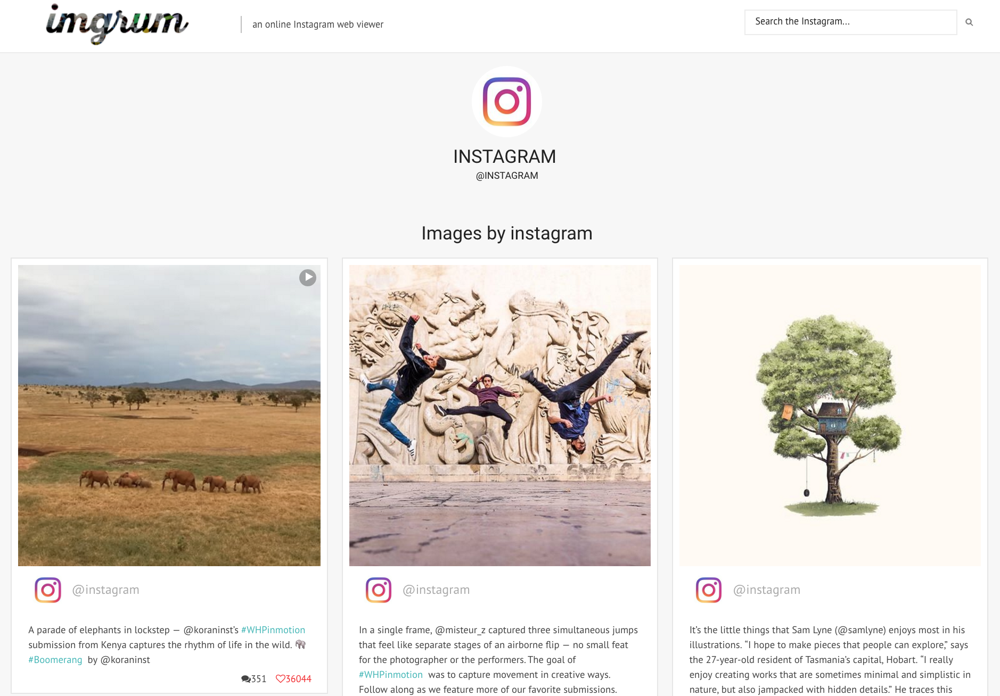 imgrum
an online Instagram web viewer
Search the Instagram...
INSTAGRAM
@INSTAGRAM
Images by instagram
@instagram
A parade of elephants in lockstep — @koraninst’s #WHPinmotion
submission from Kenya captures the rhythm of life in the wild. 🐘
#Boomerang by @koraninst
351 36044
@instagram
In a single frame, @misteur_z captured three simultaneous jumps
that feel like separate stages of an airborne flip — no small feat
for the photographer or the performers. The goal of
#WHPinmotion was to capture movement in creative ways.
Follow along as we feature more of our favorite submissions.
@instagram
It’s the little things that Sam Lyne (@samlyne) enjoys most in his
illustrations. “I hope to make pieces that people can explore,” says
the 27-year-old resident of Tasmania’s capital, Hobart. “I really
enjoy creating works that are sometimes minimal and simplistic in
nature, but also jampacked with hidden details.” He traces this